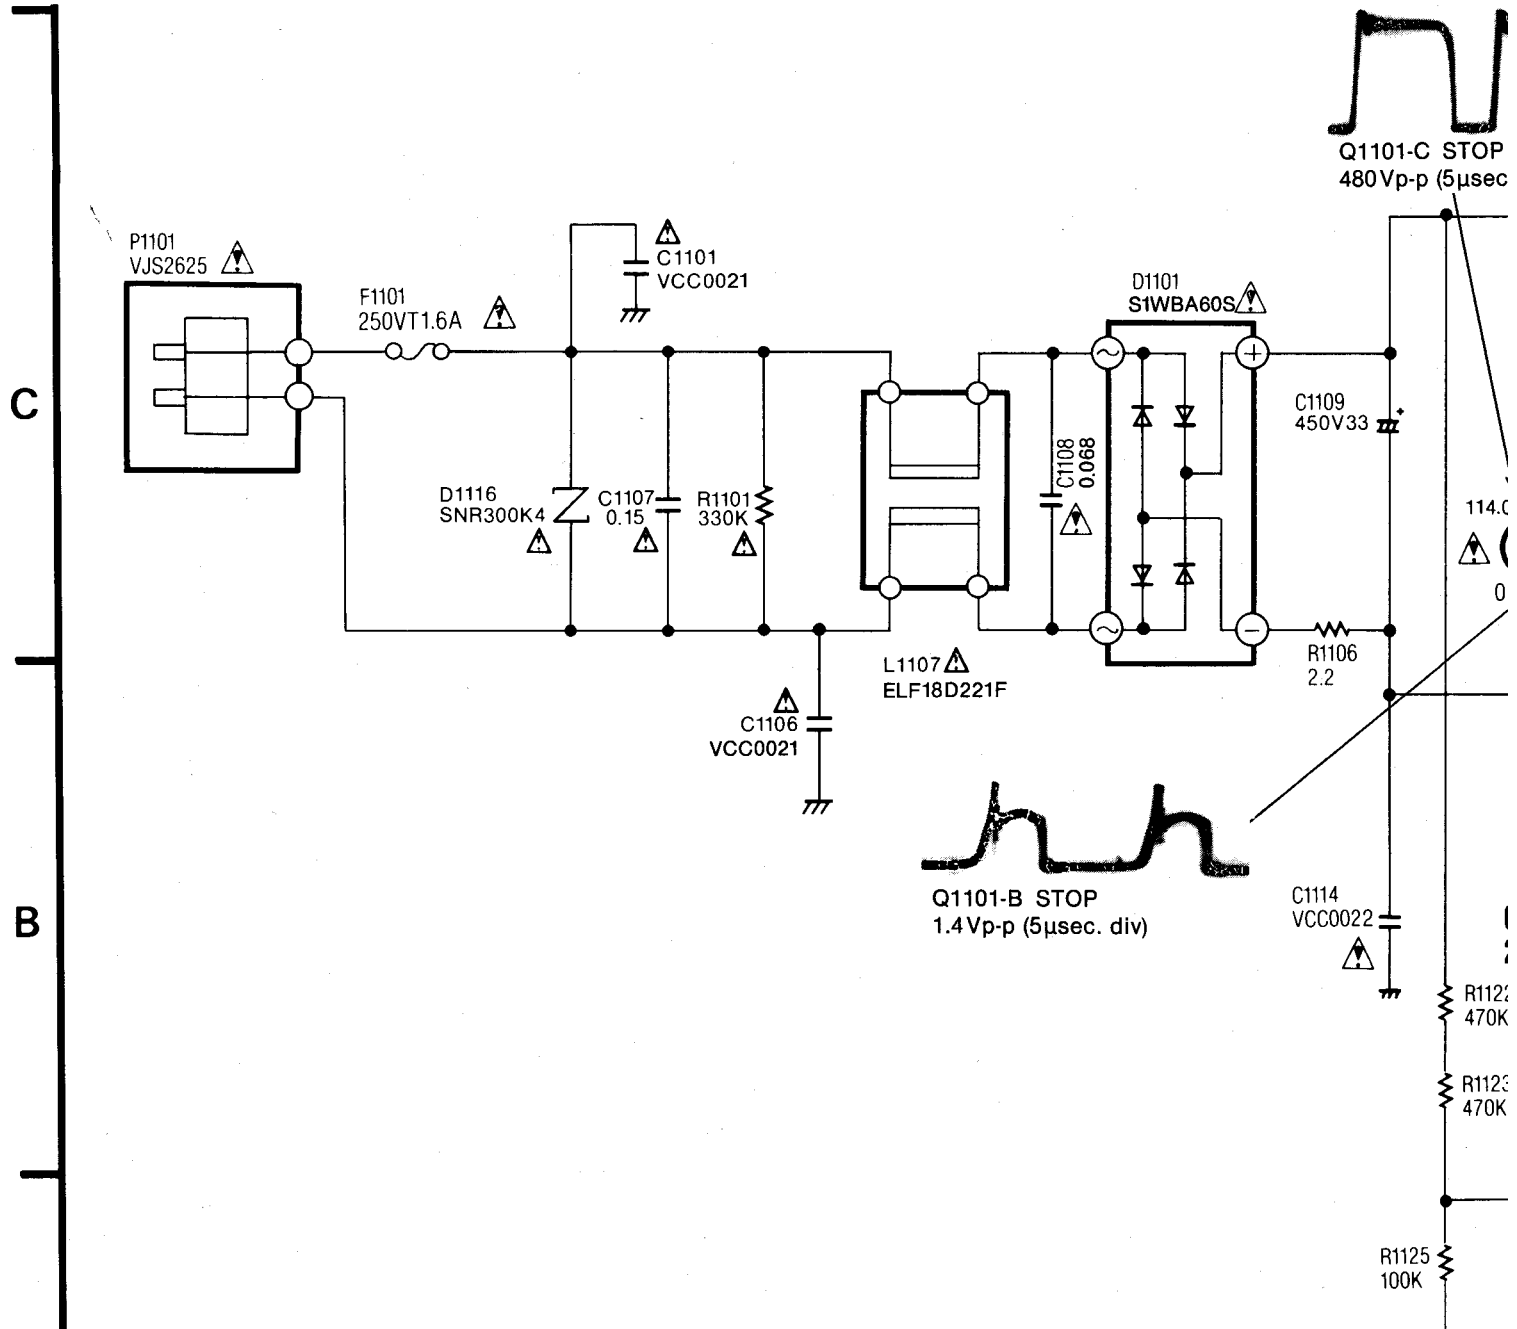 Q1101-C STOP
480Vp-p (5μsec
P1101
VJS2625
F1101
250VT1.6A
C1101
VCC0021
D1101
S1WBA60S
~
+
C
C1109
450V33
+
C1108
0.068
D1116
SNR300K4
C1107
0.15
R1101
330K
114.0
0
~
−
L1107
ELF18D221F
R1106
2.2
C1106
VCC0021
Q1101-B STOP
1.4Vp-p (5μsec. div)
B
C1114
VCC0022
R1122
470K
R1123
470K
R1125
100K